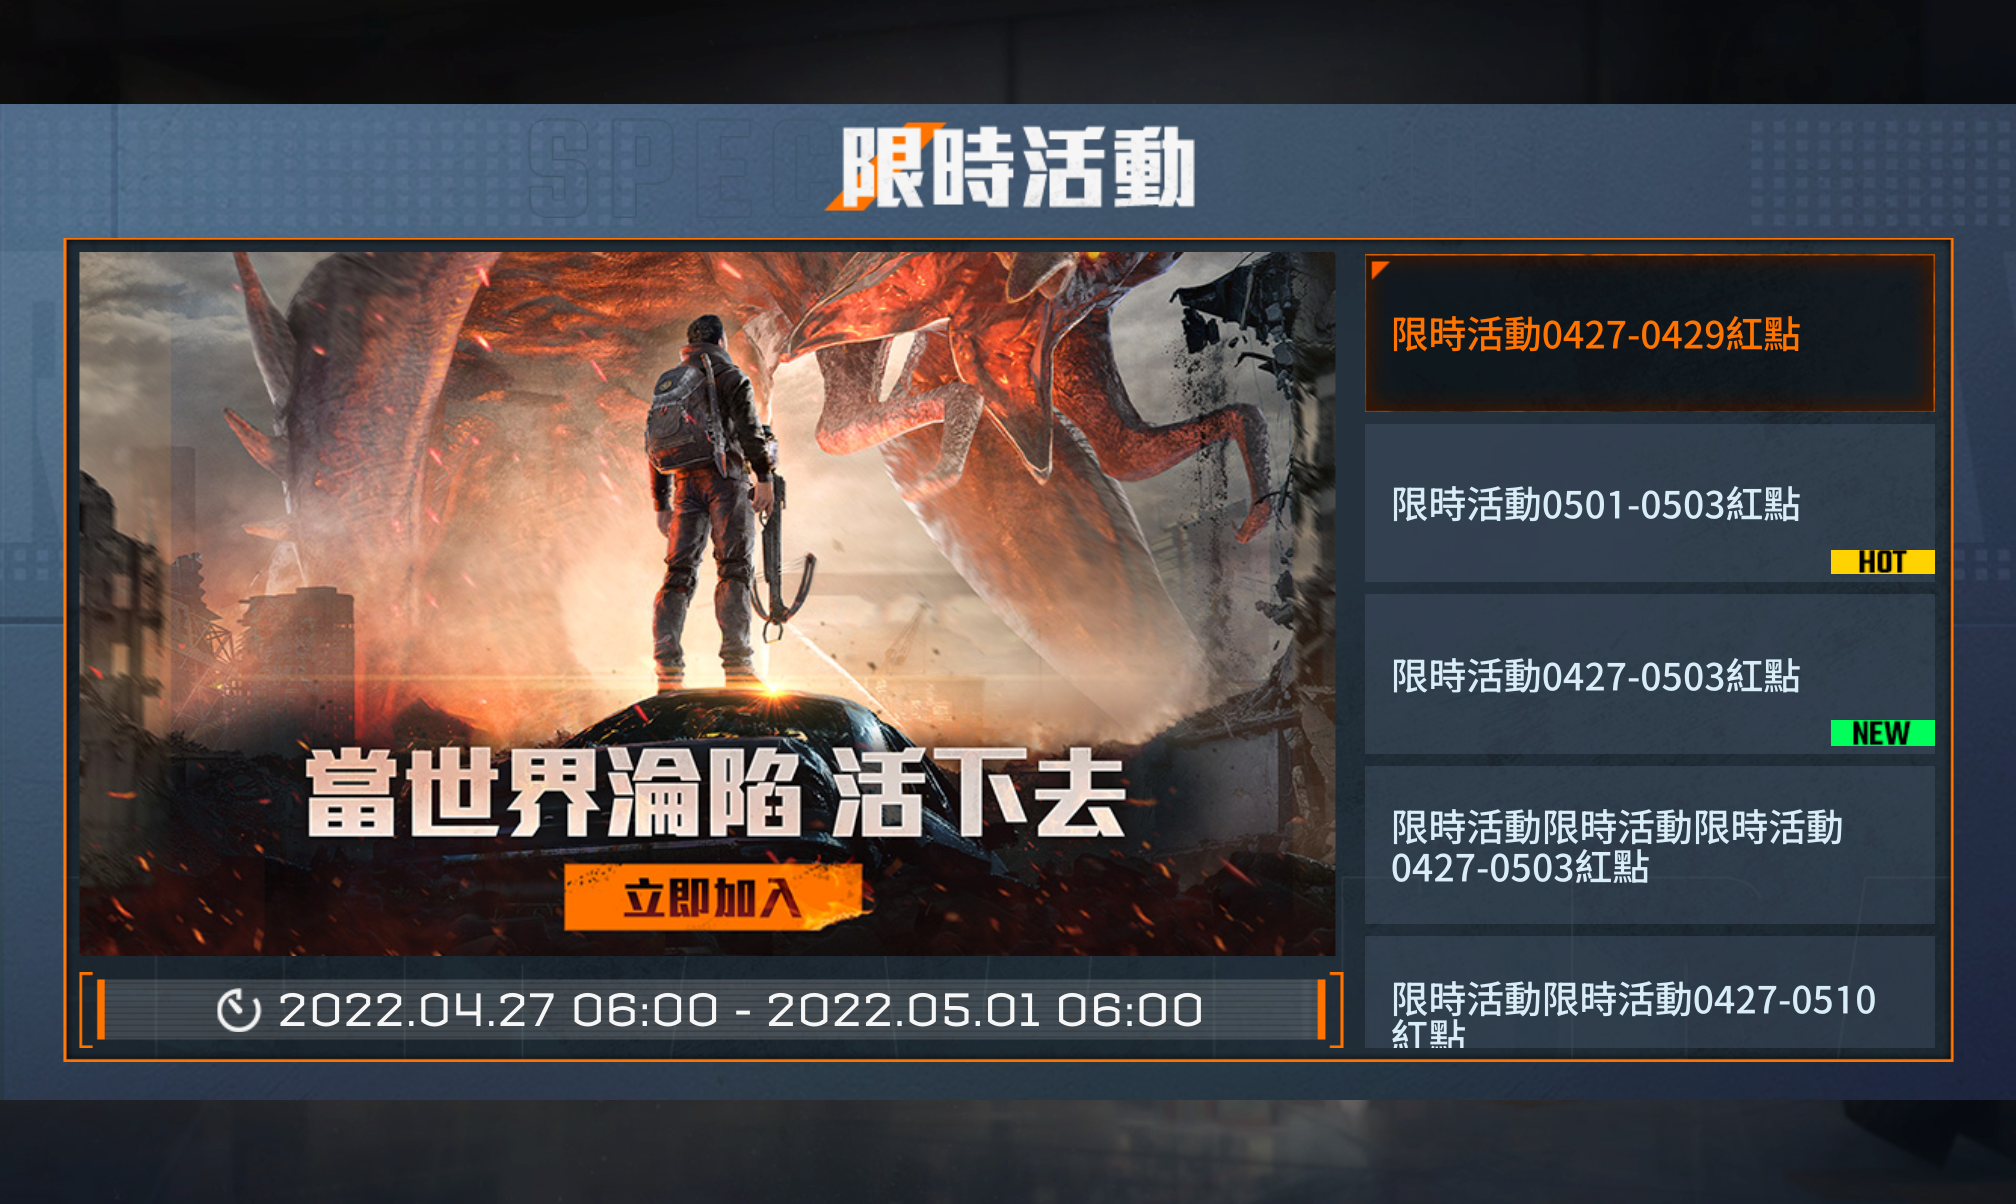 SPEC
限時活動
當世界淪陷 活下去
立即加入
2022.04.27 06:00 - 2022.05.01 06:00
限時活動0427-0429紅點
限時活動0501-0503紅點
HOT
限時活動0427-0503紅點
NEW
限時活動限時活動限時活動
0427-0503紅點
限時活動限時活動0427-0510
紅點